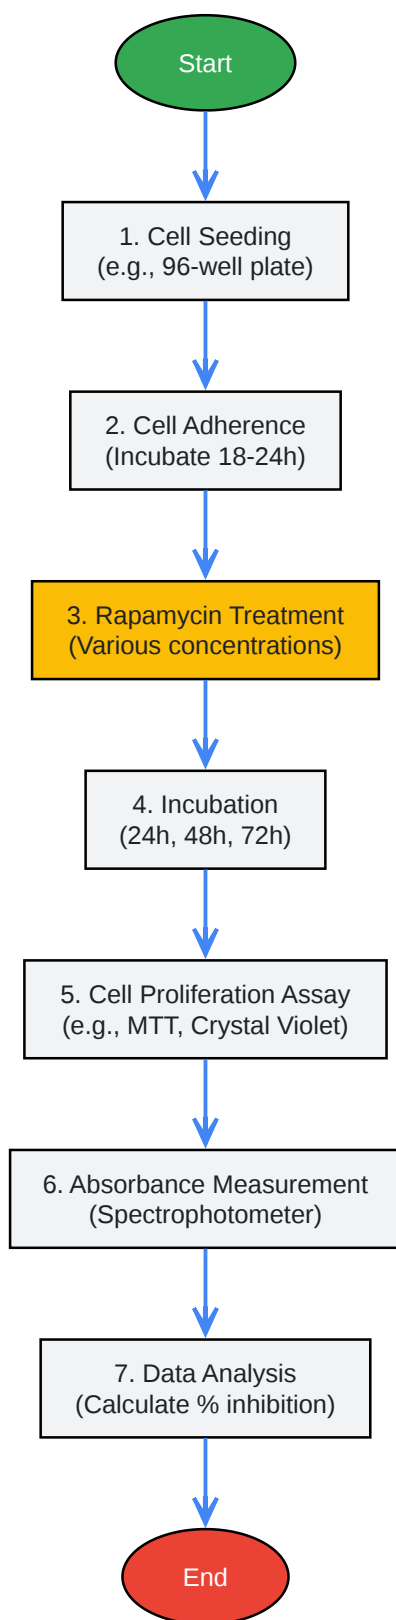 Start
1. Cell Seeding
(e.g., 96-well plate)
2. Cell Adherence
(Incubate 18-24h)
3. Rapamycin Treatment
(Various concentrations)
4. Incubation
(24h, 48h, 72h)
5. Cell Proliferation Assay
(e.g., MTT, Crystal Violet)
6. Absorbance Measurement
(Spectrophotometer)
7. Data Analysis
(Calculate % inhibition)
End